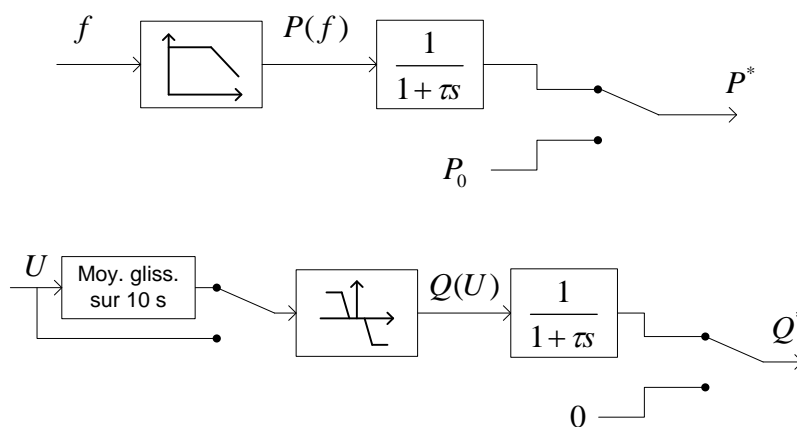 f
P(f)
1
1 + τs
P*
P₀
U
Moy. gliss.
sur 10 s
Q(U)
1
1 + τs
Q*
0